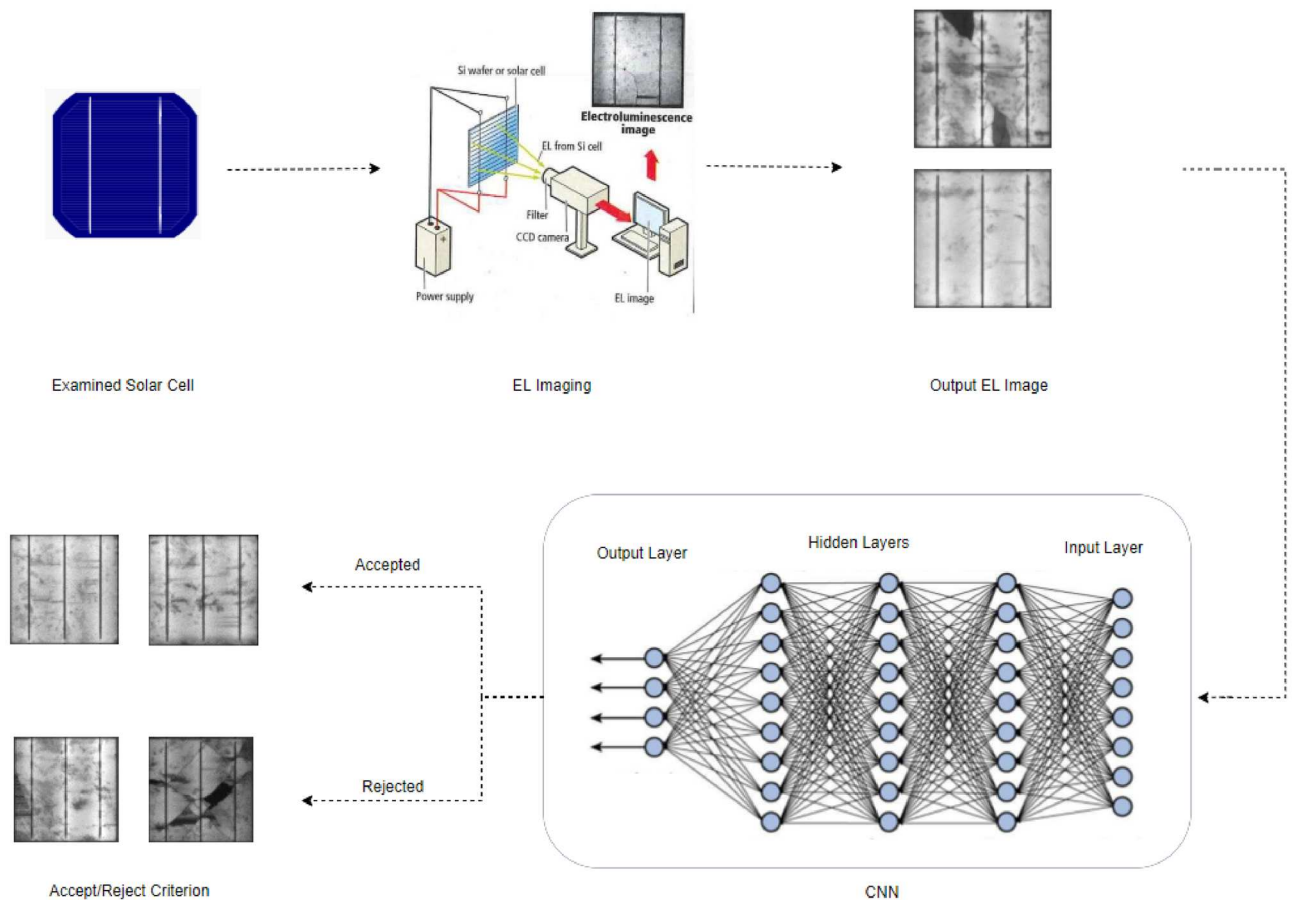 Si wafer or solar cell
Electroluminescence
image
EL from Si cell
Filter
CCD camera
Power supply
EL image
Examined Solar Cell
EL Imaging
Output EL Image
Output Layer
Hidden Layers
Input Layer
Accepted
Rejected
Accept/Reject Criterion
CNN